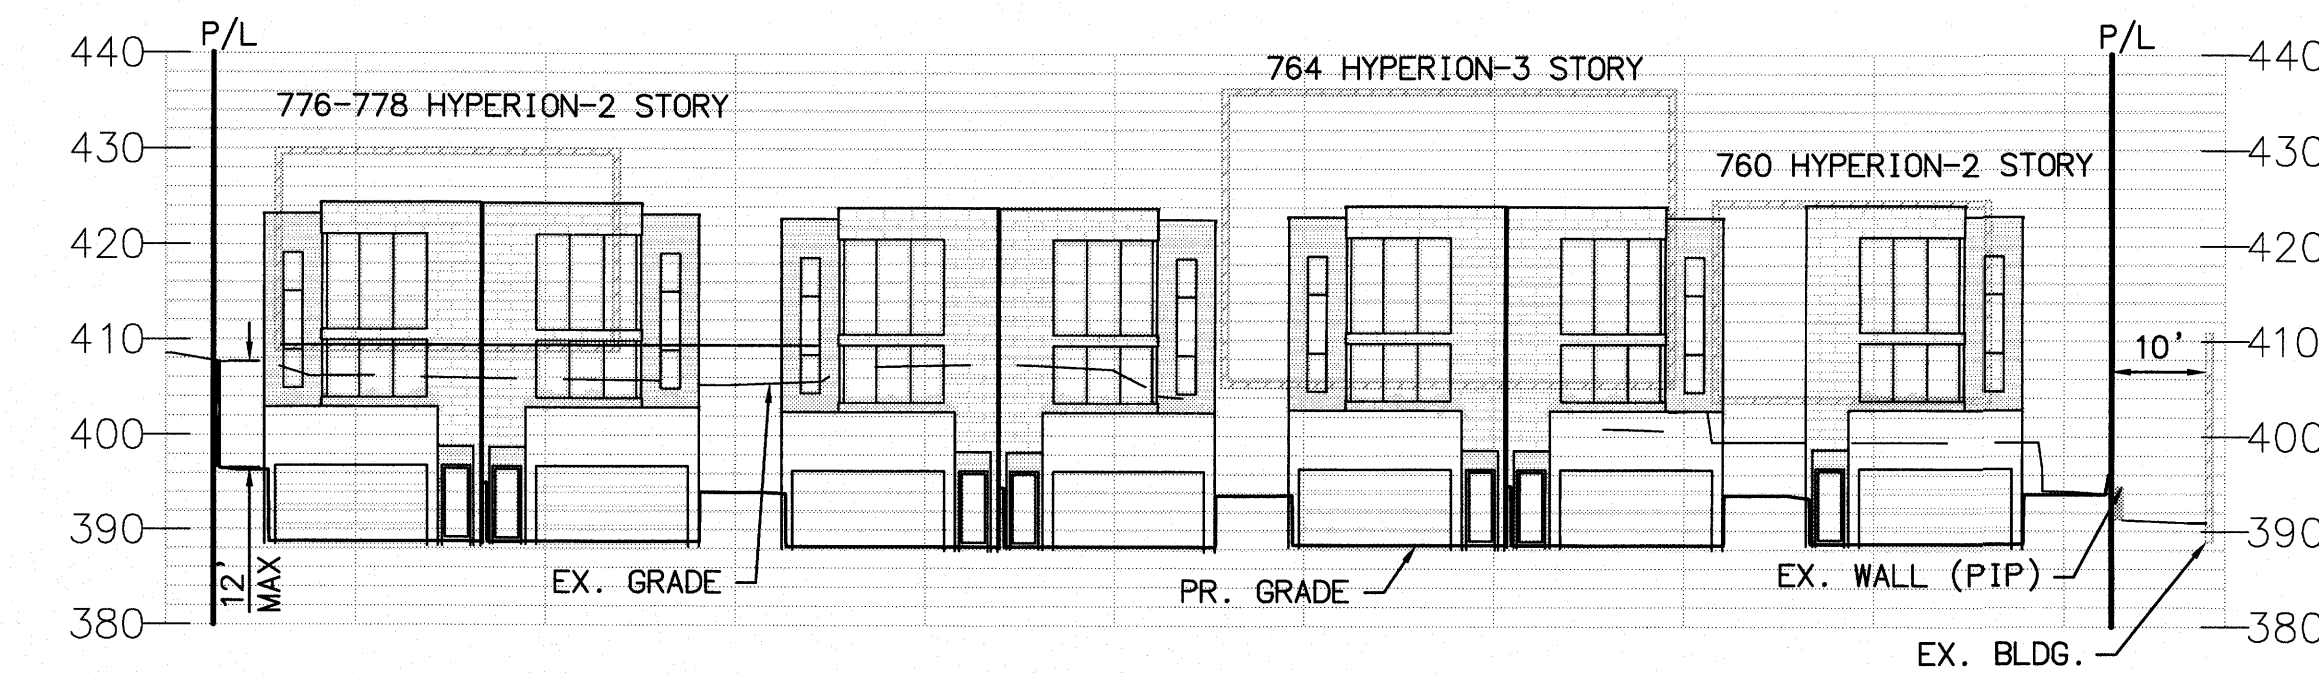 P/L
P/L
440
440
764 HYPERION-3 STORY
776-778 HYPERION-2 STORY
430
430
760 HYPERION-2 STORY
420
420
410
410
10'
400
400
390
390
12' MAX
EX. GRADE
PR. GRADE
EX. WALL (PIP)
380
380
EX. BLDG.